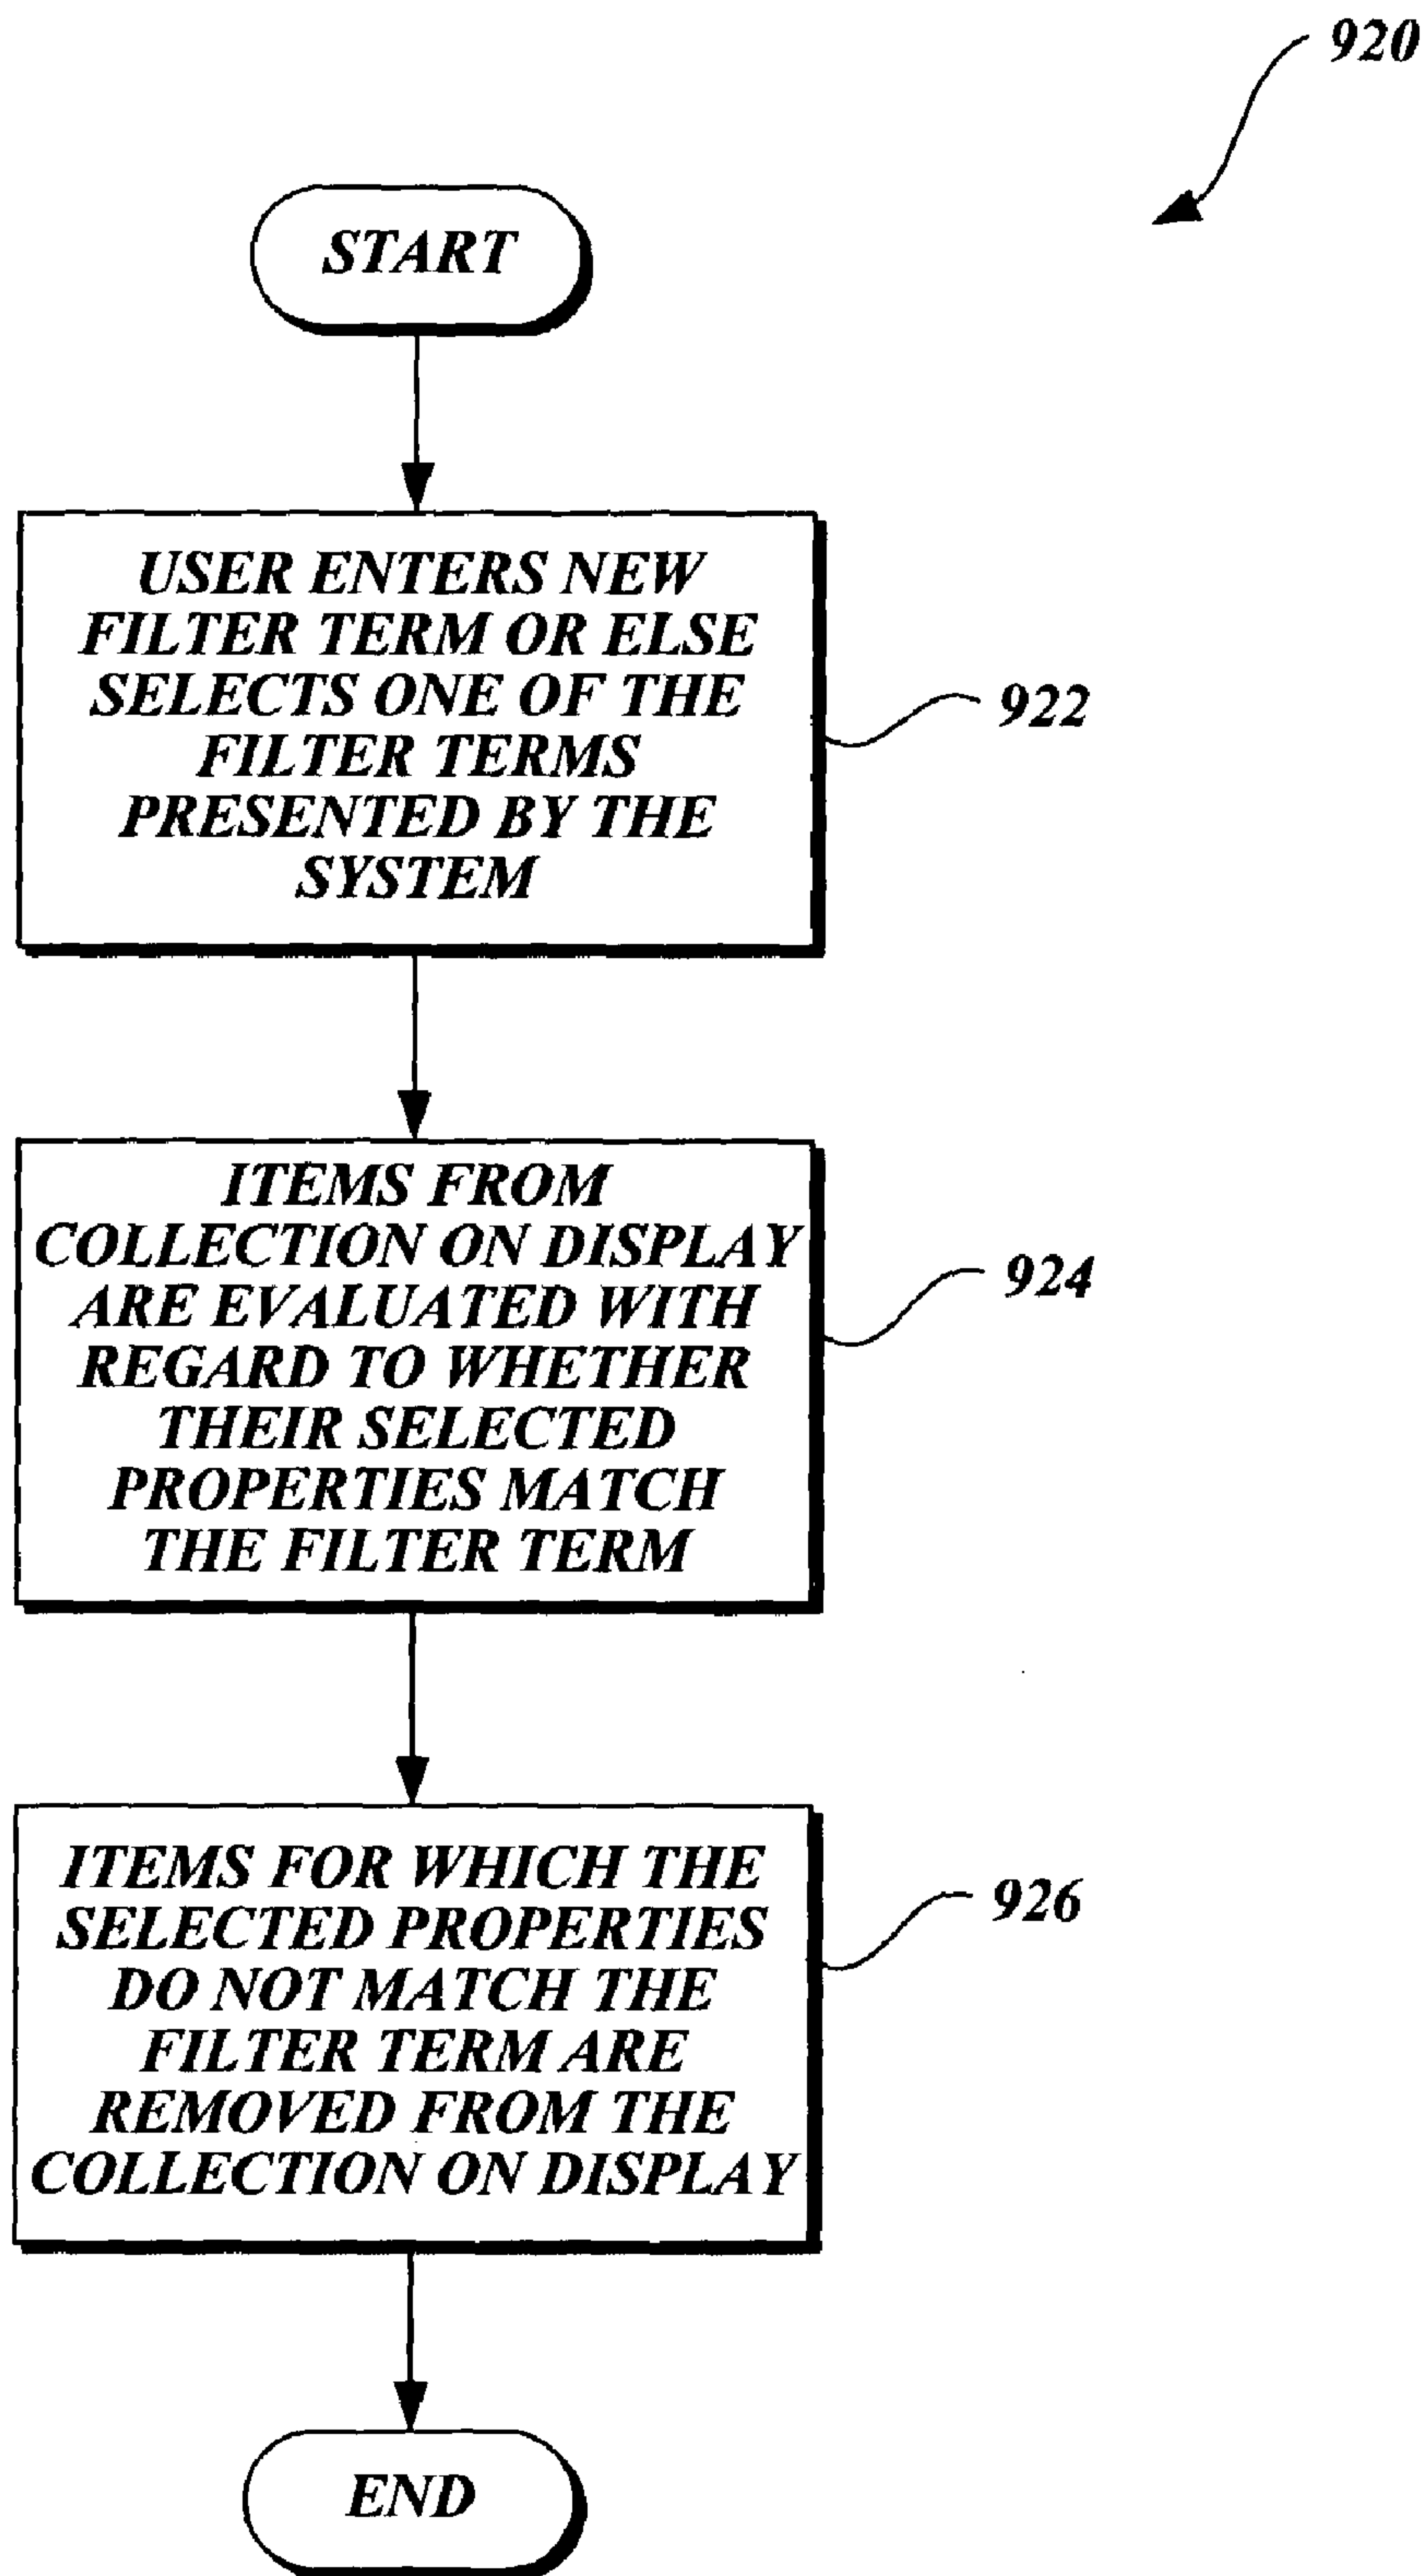 920
START
USER ENTERS NEW
FILTER TERM OR ELSE
SELECTS ONE OF THE
FILTER TERMS
PRESENTED BY THE
SYSTEM
922
ITEMS FROM
COLLECTION ON DISPLAY
ARE EVALUATED WITH
REGARD TO WHETHER
THEIR SELECTED
PROPERTIES MATCH
THE FILTER TERM
924
ITEMS FOR WHICH THE
SELECTED PROPERTIES
DO NOT MATCH THE
FILTER TERM ARE
REMOVED FROM THE
COLLECTION ON DISPLAY
926
END